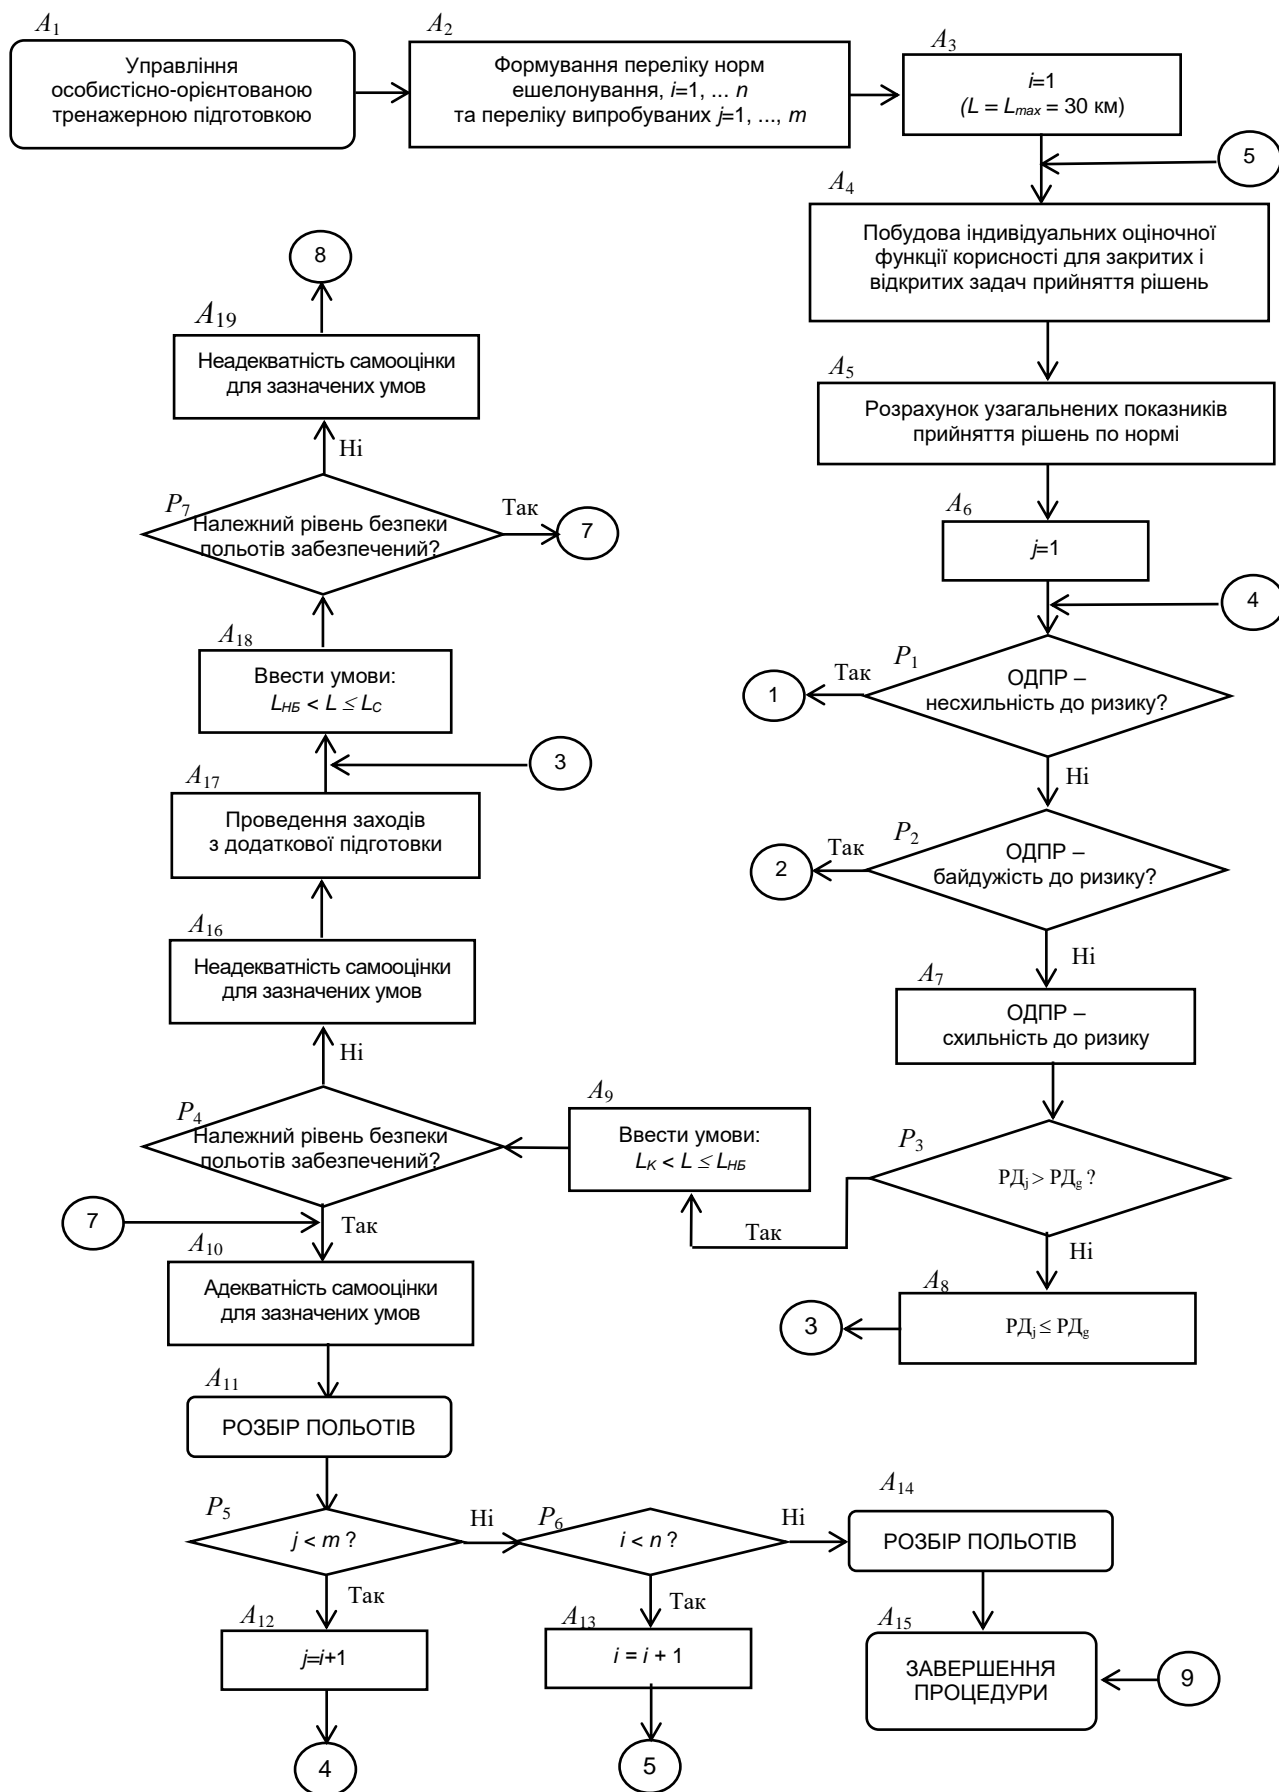 A1
Управління
особистісно-орієнтованою
тренажерною підготовкою
A2
Формування переліку норм
ешелонування, i=1, ... n
та переліку випробуваних j=1, ..., m
A3
i=1
(L = Lmax = 30 км)
5
A4
Побудова індивідуальних оціночної
функції корисності для закритих і
відкритих задач прийняття рішень
8
A19
Неадекватність самооцінки
для зазначених умов
A5
Розрахунок узагальнених показників
прийняття рішень по нормі
Ні
P7
Належний рівень безпеки
польотів забезпечений?
Так
7
A6
j=1
4
A18
Ввести умови:
LНБ < L ≤ LС
P1
ОДПР –
несхильність до ризику?
Так
1
Ні
3
A17
Проведення заходів
з додаткової підготовки
P2
ОДПР –
байдужість до ризику?
Так
2
Ні
A16
Неадекватність самооцінки
для зазначених умов
A7
ОДПР –
схильність до ризику
Ні
P4
Належний рівень безпеки
польотів забезпечений?
A9
Ввести умови:
LК < L ≤ LНБ
P3
РДj > РДg ?
Так
Ні
7
Так
A10
Адекватність самооцінки
для зазначених умов
A8
РДj ≤ РДg
3
A11
РОЗБІР ПОЛЬОТІВ
P5
j < m ?
Ні
P6
i < n ?
Ні
A14
РОЗБІР ПОЛЬОТІВ
Так
Так
A12
j=i+1
A13
i = i + 1
A15
ЗАВЕРШЕННЯ
ПРОЦЕДУРИ
9
4
5